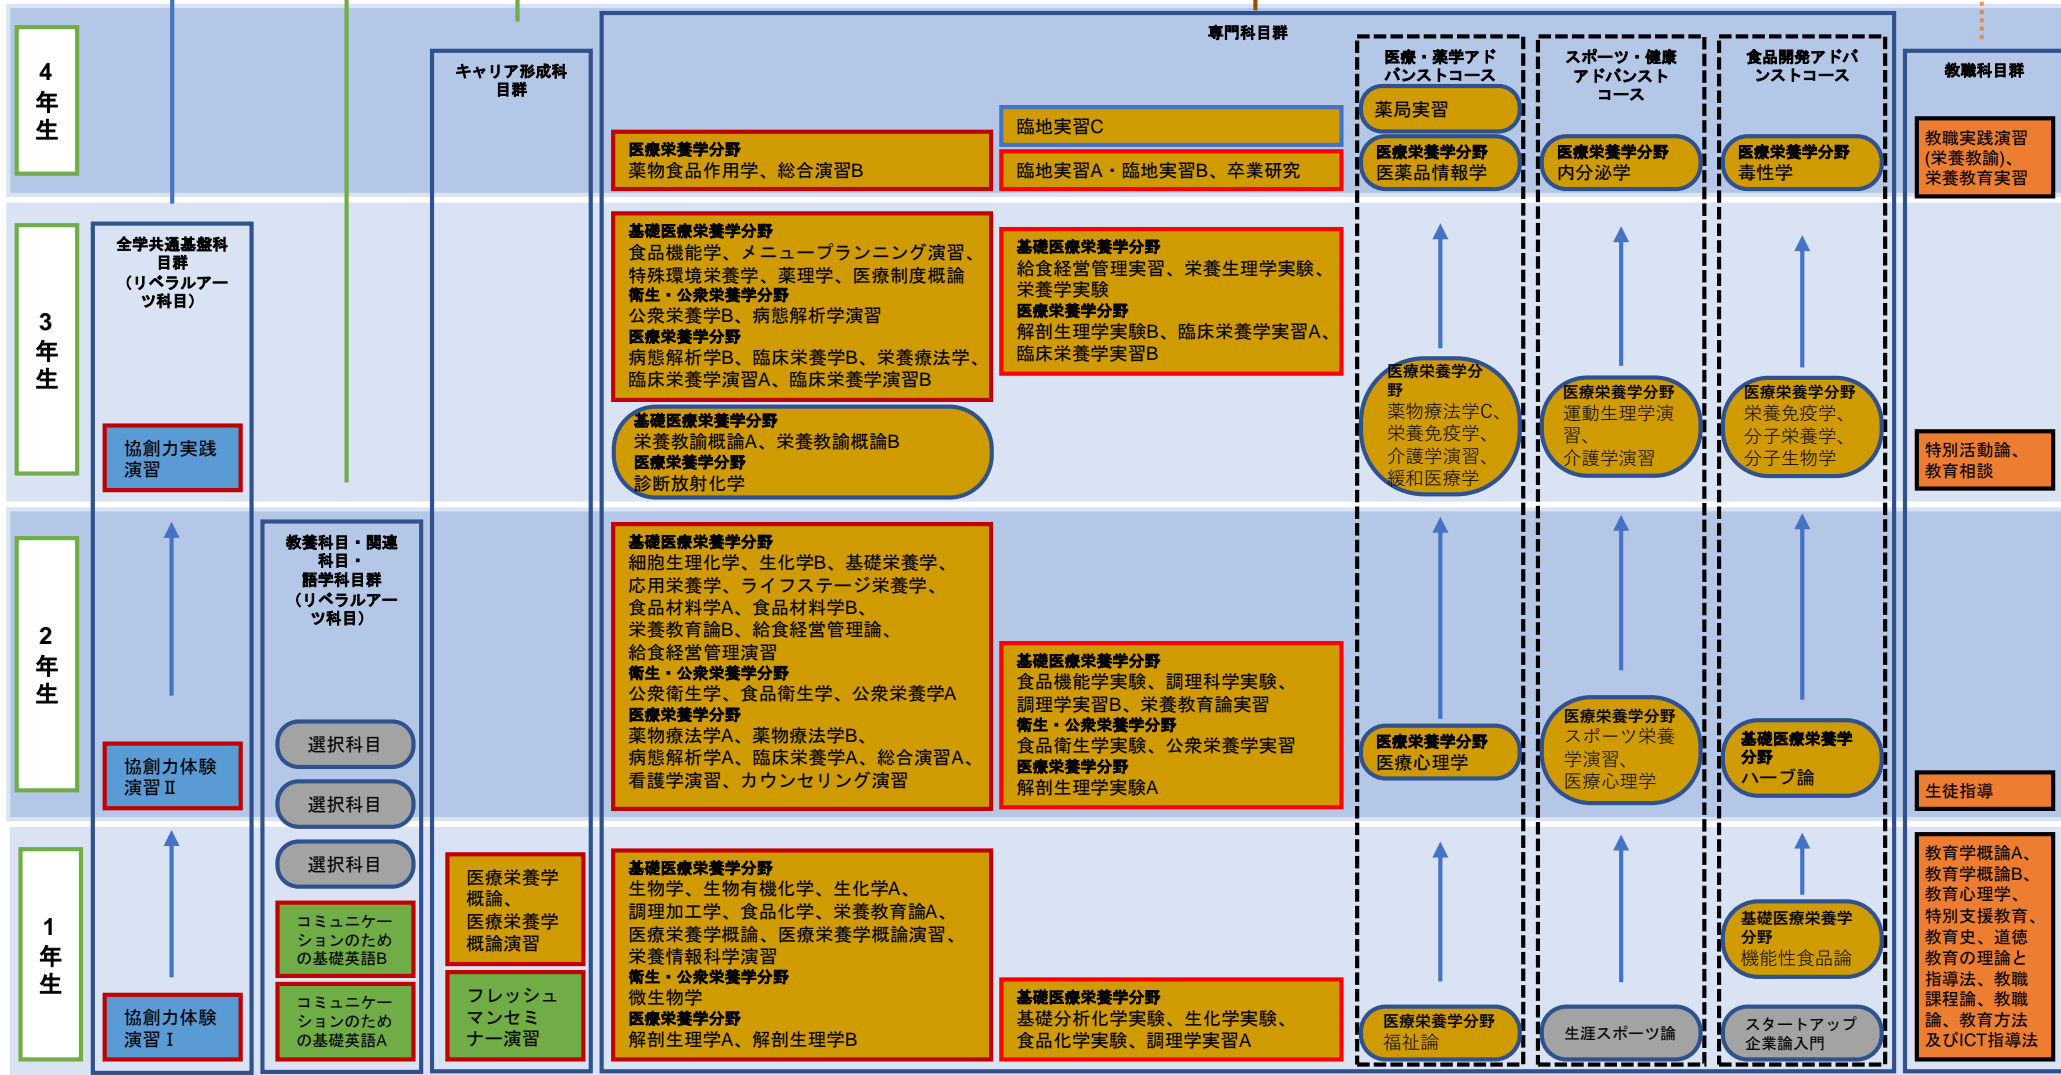 専門科目群
4
年
生
キャリア形成科
目群
医療・薬学アド
バンストコース
スポーツ・健康
アドバンスト
コース
食品開発アドバ
ンストコース
教職科目群
医療栄養学分野
薬物食品作用学、総合演習B
臨地実習C
臨地実習A・臨地実習B、卒業研究
薬局実習
医療栄養学分野
医薬品情報学
医療栄養学分野
内分泌学
医療栄養学分野
毒性学
教職実践演習
(栄養教諭)、
栄養教育実習
3
年
生
全学共通基盤科
目群
（リベラルアー
ツ科目）
協創力実践
演習
基礎医療栄養学分野
食品機能学、メニュープランニング演習、
特殊環境栄養学、薬理学、医療制度概論
衛生・公衆栄養学分野
公衆栄養学B、病態解析学演習
医療栄養学分野
病態解析学B、臨床栄養学B、栄養療法学、
臨床栄養学演習A、臨床栄養学演習B
基礎医療栄養学分野
栄養教諭概論A、栄養教諭概論B
医療栄養学分野
診断放射化学
基礎医療栄養学分野
給食経営管理実習、栄養生理学実験、
栄養学実験
医療栄養学分野
解剖生理学実験B、臨床栄養学実習A、
臨床栄養学実習B
医療栄養学分
野
薬物療法学C、
栄養免疫学、
介護学演習、
緩和医療学
医療栄養学分野
運動生理学演
習、
介護学演習
医療栄養学分野
栄養免疫学、
分子栄養学、
分子生物学
特別活動論、
教育相談
2
年
生
協創力体験
演習Ⅱ
教養科目・関連
科目・
語学科目群
（リベラルアー
ツ科目）
選択科目
選択科目
基礎医療栄養学分野
細胞生理化学、生化学B、基礎栄養学、
応用栄養学、ライフステージ栄養学、
食品材料学A、食品材料学B、
栄養教育論B、給食経営管理論、
給食経営管理演習
衛生・公衆栄養学分野
公衆衛生学、食品衛生学、公衆栄養学A
医療栄養学分野
薬物療法学A、薬物療法学B、
病態解析学A、臨床栄養学A、総合演習A、
看護学演習、カウンセリング演習
基礎医療栄養学分野
食品機能学実験、調理科学実験、
調理学実習B、栄養教育論実習
衛生・公衆栄養学分野
食品衛生学実験、公衆栄養学実習
医療栄養学分野
解剖生理学実験A
医療栄養学分野
医療心理学
医療栄養学分野
スポーツ栄養
学演習、
医療心理学
基礎医療栄養学
分野
ハーブ論
生徒指導
1
年
生
協創力体験
演習Ⅰ
選択科目
コミュニケー
ションのため
の基礎英語B
コミュニケー
ションのため
の基礎英語A
医療栄養学
概論、
医療栄養学
概論演習
フレッシュ
マンセミ
ナー演習
基礎医療栄養学分野
生物学、生物有機化学、生化学A、
調理加工学、食品化学、栄養教育論A、
医療栄養学概論、医療栄養学概論演習、
栄養情報科学演習
衛生・公衆栄養学分野
微生物学
医療栄養学分野
解剖生理学A、解剖生理学B
基礎医療栄養学分野
基礎分析化学実験、生化学実験、
食品化学実験、調理学実習A
医療栄養学分野
福祉論
生涯スポーツ論
基礎医療栄養学
分野
機能性食品論
スタートアップ
企業論入門
教育学概論A、
教育学概論B、
教育心理学、
特別支援教育、
教育史、道徳
教育の理論と
指導法、教職
課程論、教職
論、教育方法
及びICT指導法